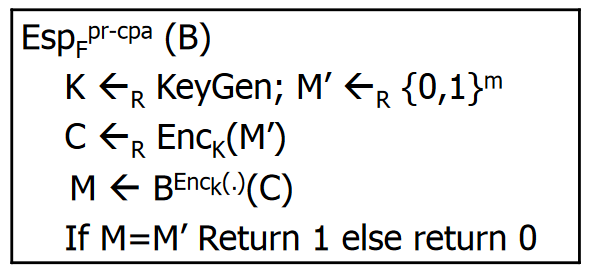 Esp_F^pr-cpa (B)
K ←_R KeyGen; M’ ←_R {0,1}^m
C ←_R Enc_K(M’)
M ← B^Enc_k(.)(C)
If M=M’ Return 1 else return 0